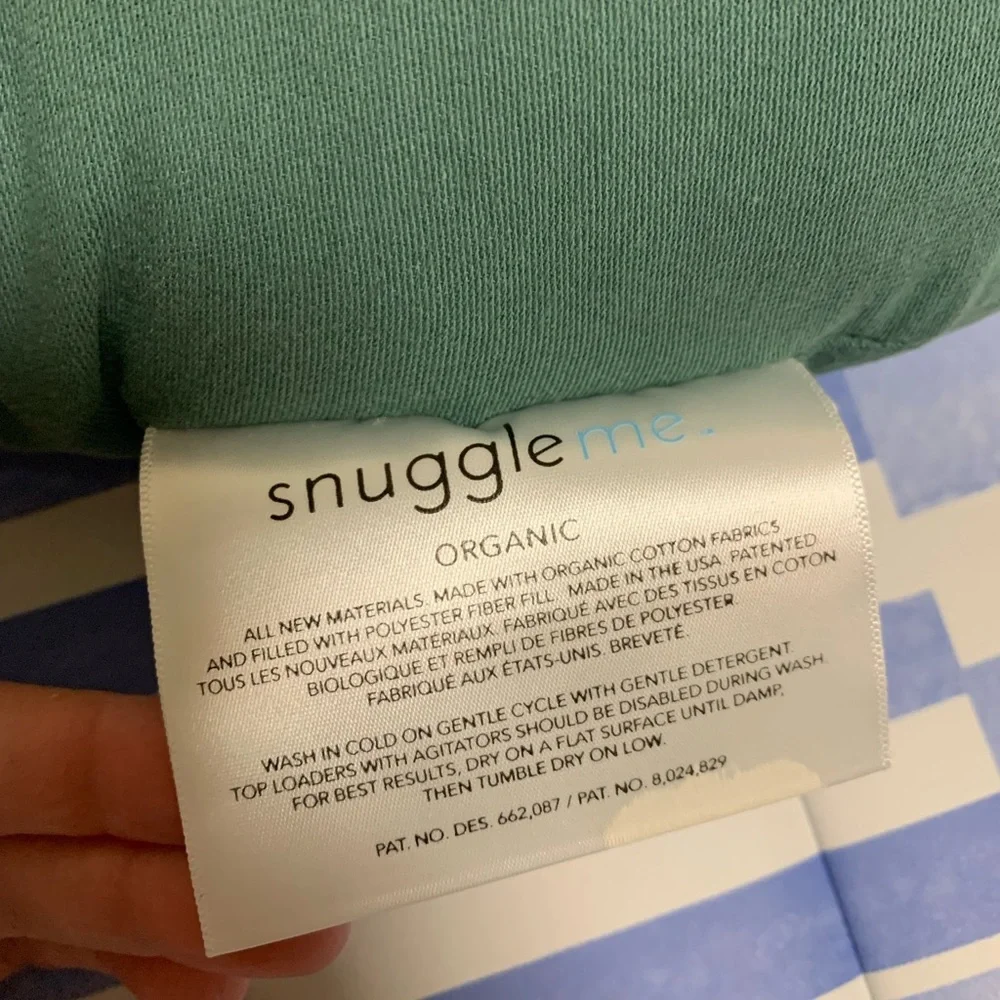 snuggle me™
ORGANIC
ALL NEW MATERIALS. MADE WITH ORGANIC COTTON FABRICS
AND FILLED WITH POLYESTER FIBER FILL. MADE IN THE USA. PATENTED
TOUS LES NOUVEAUX MATÉRIAUX. FABRIQUÉ AVEC DES TISSUS EN COTON
BIOLOGIQUE ET REMPLI DE FIBRES DE POLYESTER.
FABRIQUÉ AUX ÉTATS-UNIS. BREVETÉ.
WASH IN COLD ON GENTLE CYCLE WITH GENTLE DETERGENT.
TOP LOADERS WITH AGITATORS SHOULD BE DISABLED DURING WASH.
FOR BEST RESULTS, DRY ON A FLAT SURFACE UNTIL DAMP,
THEN TUMBLE DRY ON LOW.
PAT. NO. DES. 662,087 / PAT. NO. 8,024,829